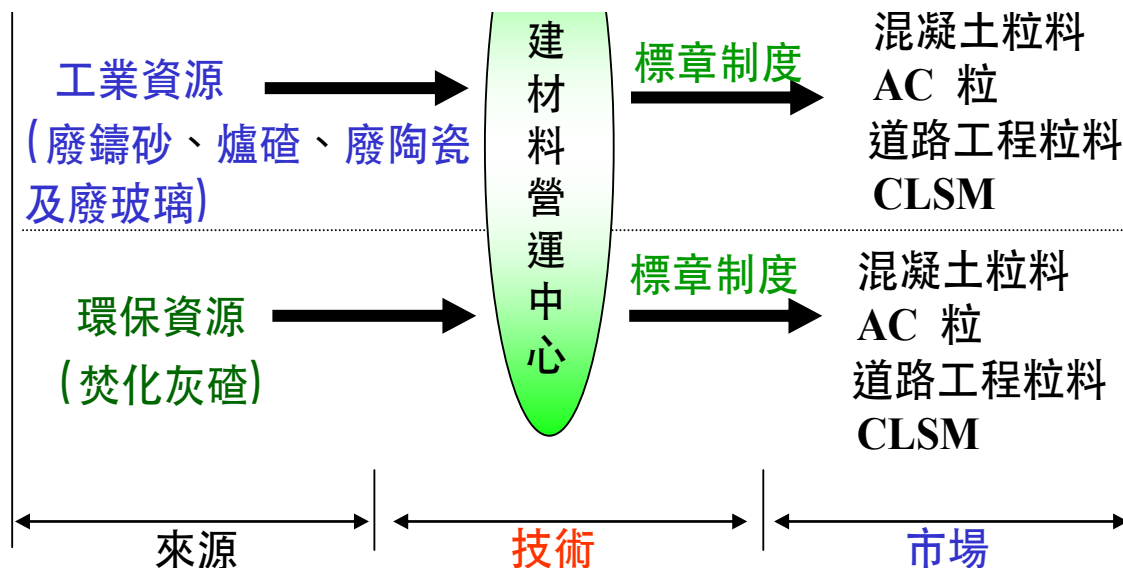 工業資源
(廢鑄砂、爐碴、廢陶瓷
及廢玻璃)
建材料營運中心
標章制度
混凝土粒料
AC 粒
道路工程粒料
CLSM
環保資源
(焚化灰碴)
標章制度
混凝土粒料
AC 粒
道路工程粒料
CLSM
來源
技術
市場